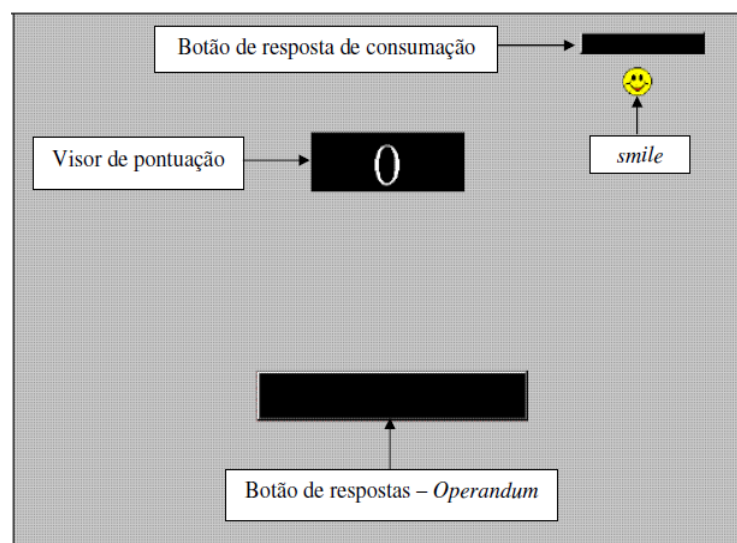 Botão de resposta de consumação
smile
Visor de pontuação
0
Botão de respostas – Operandum